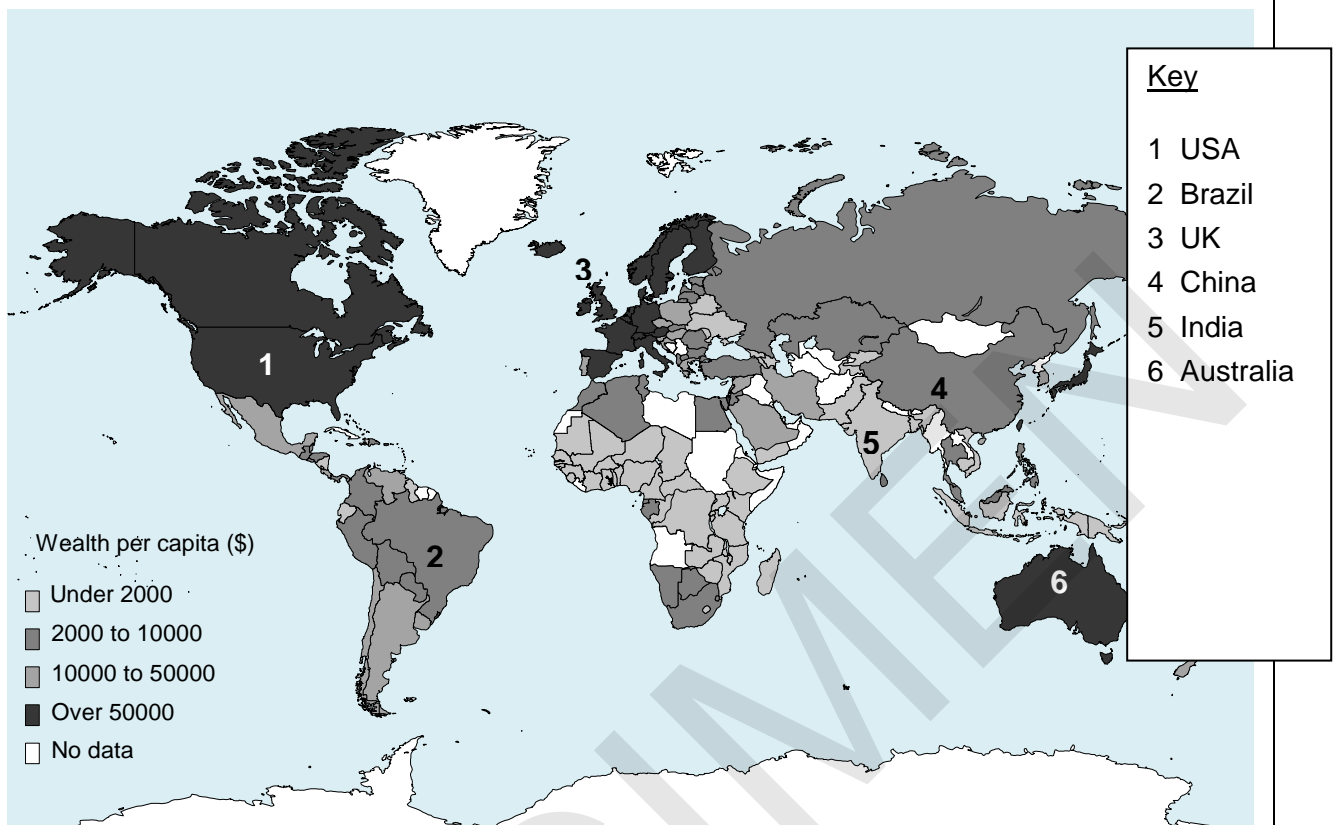 Key
1 USA
2 Brazil
3 UK
4 China
5 India
6 Australia
1
2
3
4
5
6
Wealth per capita ($)
Under 2000
2000 to 10000
10000 to 50000
Over 50000
No data
SPECIMEN